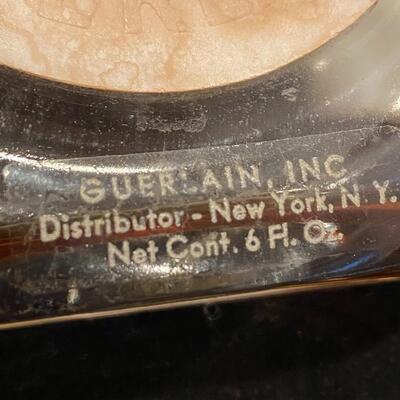 GUERLAIN, INC
Distributor - New York, N.Y.
Net Cont. 6 Fl. Oz.